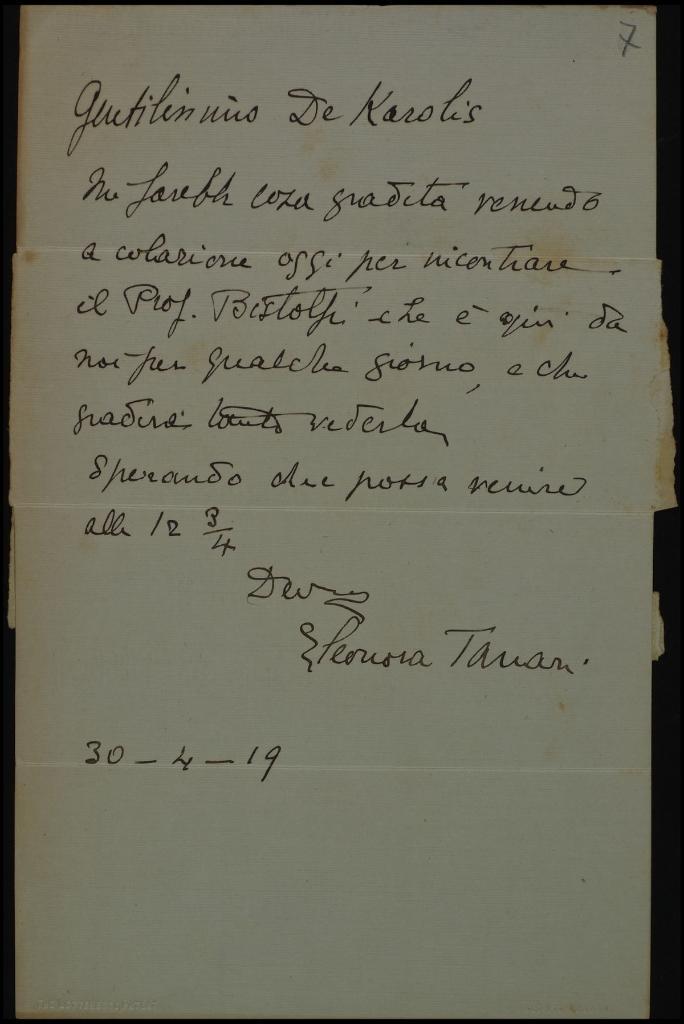 7
Gentilissimo De Karolis
Mi farebbe cosa gradita venendo
a colazione oggi per incontrare
il Prof. Bistolfi che è qui da
noi per qualche giorno, e che
gradirà tanto vederla,
Sperando che possa venire
alle 12 3/4
Dev
Eleonora Tanari
30 - 4 - 19